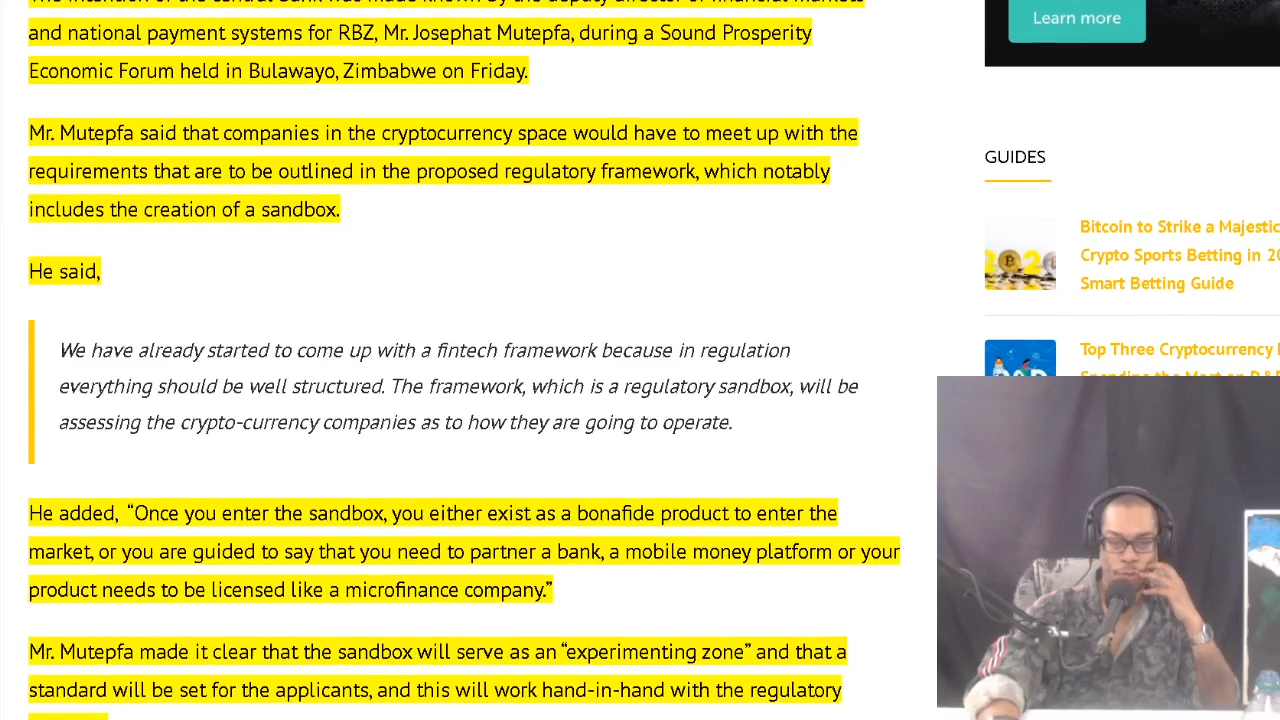 and national payment systems for RBZ, Mr. Josephat Mutepfa, during a Sound Prosperity
Economic Forum held in Bulawayo, Zimbabwe on Friday.
Mr. Mutepfa said that companies in the cryptocurrency space would have to meet up with the
requirements that are to be outlined in the proposed regulatory framework, which notably
includes the creation of a sandbox.
He said,
We have already started to come up with a fintech framework because in regulation
everything should be well structured. The framework, which is a regulatory sandbox, will be
assessing the crypto-currency companies as to how they are going to operate.
He added, “Once you enter the sandbox, you either exist as a bonafide product to enter the
market, or you are guided to say that you need to partner a bank, a mobile money platform or your
product needs to be licensed like a microfinance company.”
Mr. Mutepfa made it clear that the sandbox will serve as an “experimenting zone” and that a
standard will be set for the applicants, and this will work hand-in-hand with the regulatory
Learn more
GUIDES
Bitcoin to Strike a Majestic
Crypto Sports Betting in
Smart Betting Guide
Top Three Cryptocurrency